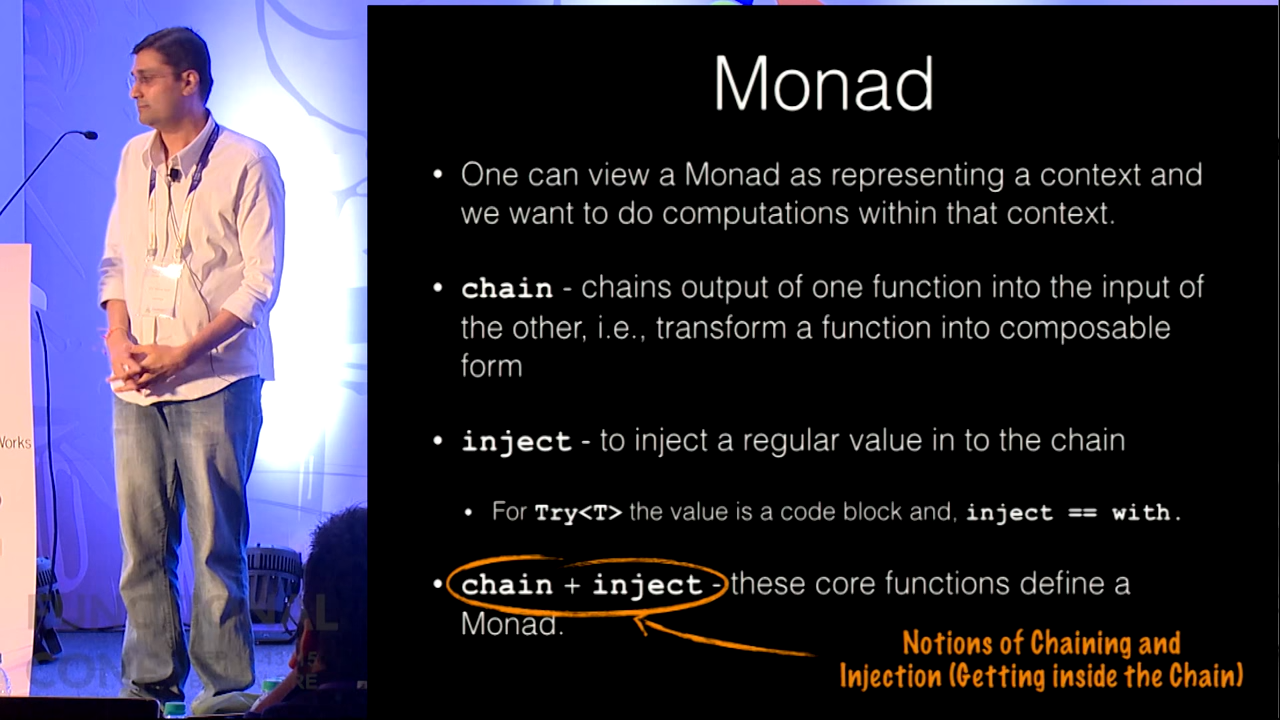 Monad
• One can view a Monad as representing a context and
we want to do computations within that context.
• chain - chains output of one function into the input of
the other, i.e., transform a function into composable
form
• inject - to inject a regular value in to the chain
• For Try<T> the value is a code block and, inject == with.
• chain + inject - these core functions define a
Monad.
Notions of Chaining and
Injection (Getting inside the Chain)
Works
FUNCTIONAL